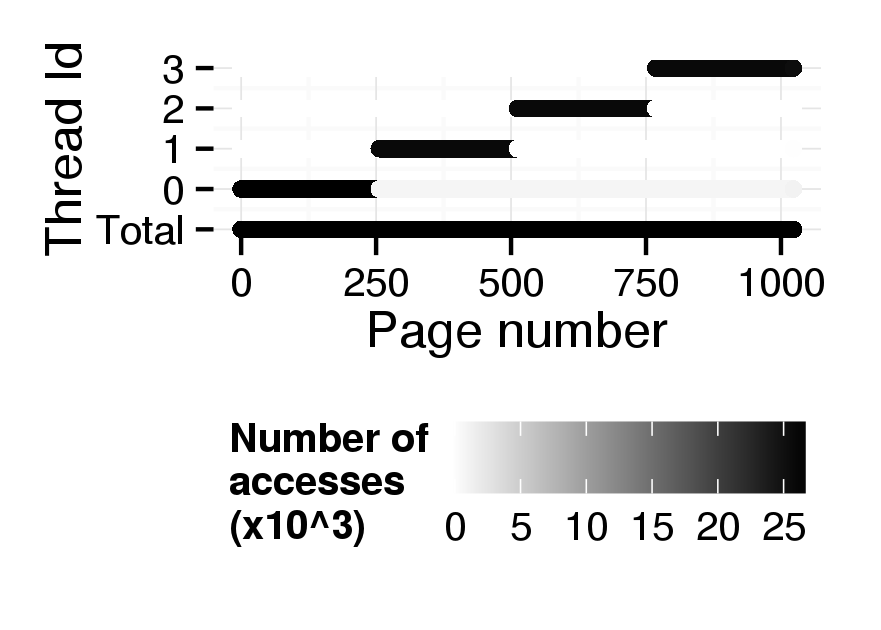 Thread Id
3
2
1
0
Total
0 250 500 750 1000
Page number
Number of
accesses
(x10^3)
0 5 10 15 20 25